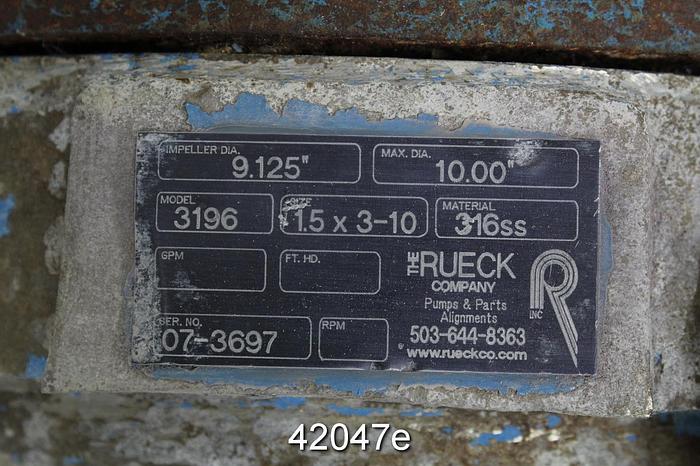 IMPELLER DIA. MAX. DIA.
9.125" 10.00"
MODEL SIZE MATERIAL
3196 1.5 x 3-10 316ss
GPM FT. HD.
THE RUECK
COMPANY
Pumps & Parts
Alignments
INC
SER. NO. RPM
07-3697
503-644-8363
www.rueckco.com
42047e